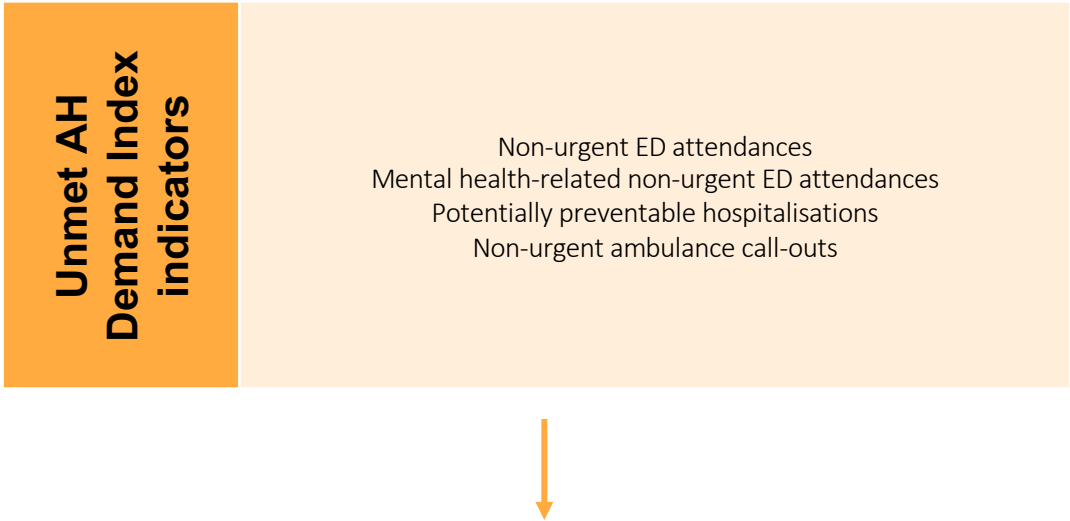 Unmet AH
Demand Index
indicators
Non-urgent ED attendances
Mental health-related non-urgent ED attendances
Potentially preventable hospitalisations
Non-urgent ambulance call-outs